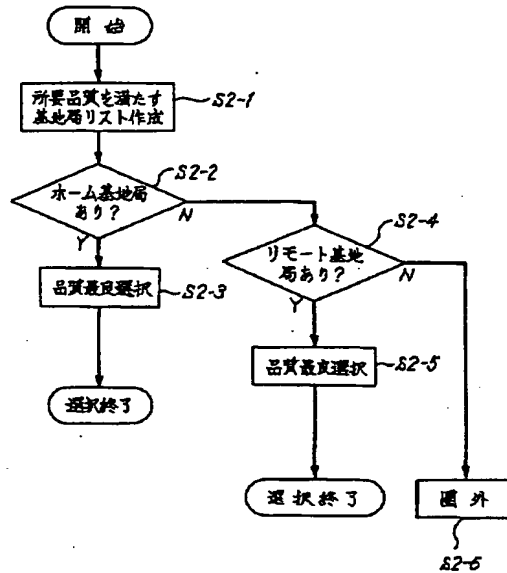 開始
所要品質を満たす
基地局リスト作成
S2-1
S2-2
ホーム基地局
あり?
N
Y
S2-4
リモート基地
局あり?
N
Y
品質最良選択
S2-3
品質最良選択
S2-5
選択終了
選択終了
圏外
S2-6